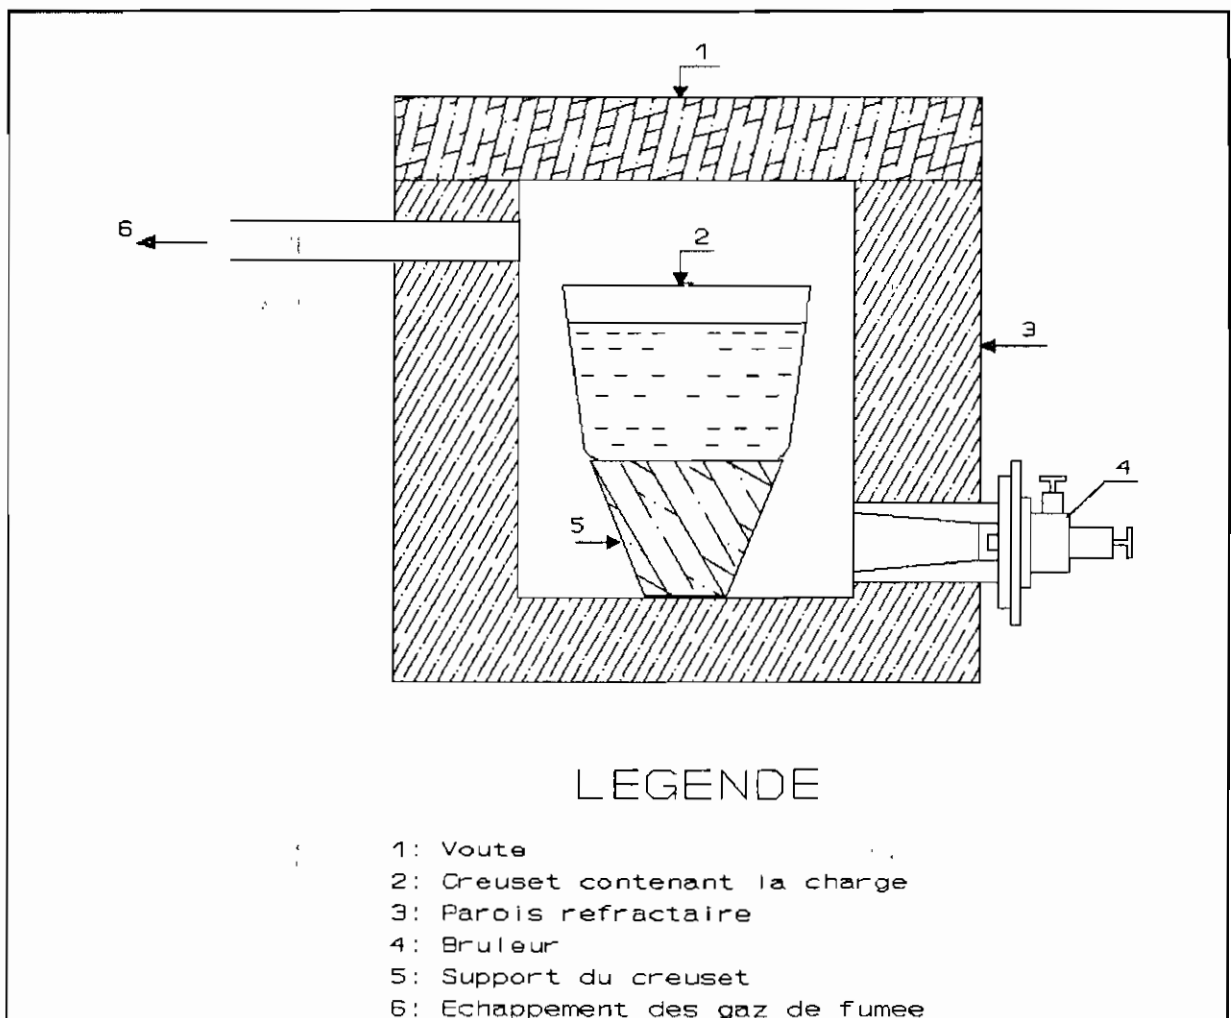 1
6
2
3
4
5
LEGENDE
1: Voute
2: Creuset contenant la charge
3: Parois refractaire
4: Bruleur
5: Support du creuset
6: Echappement des gaz de fumee